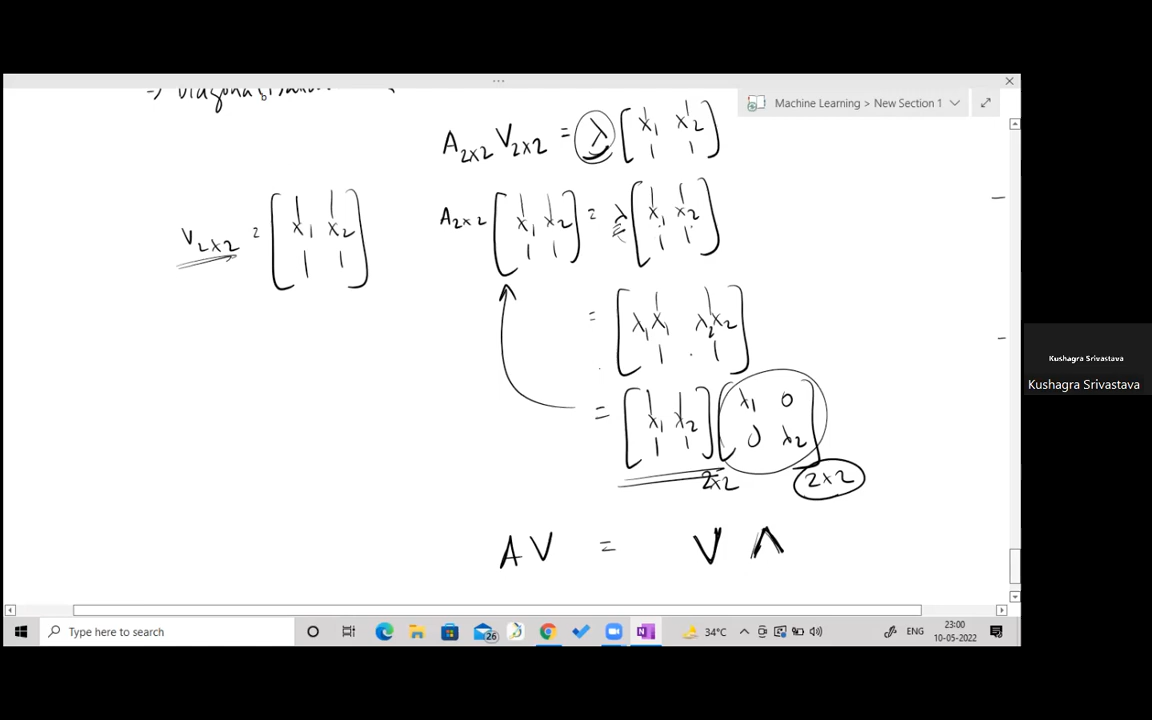 Machine Learning > New Section 1
A2x2 V2x2 = λ [x1 x2]
V2x2 = [x1 x2]
A2x2 [x1 x2] = λ [x1 x2]
= [λ1x1 λ2x2]
= [x1 x2]2x2 [λ1 0
0 λ2]2x2
AV = V Λ
Kushagra Srivastava
Kushagra Srivastava
Type here to search
26
34°C
ENG
23:00
10-05-2022